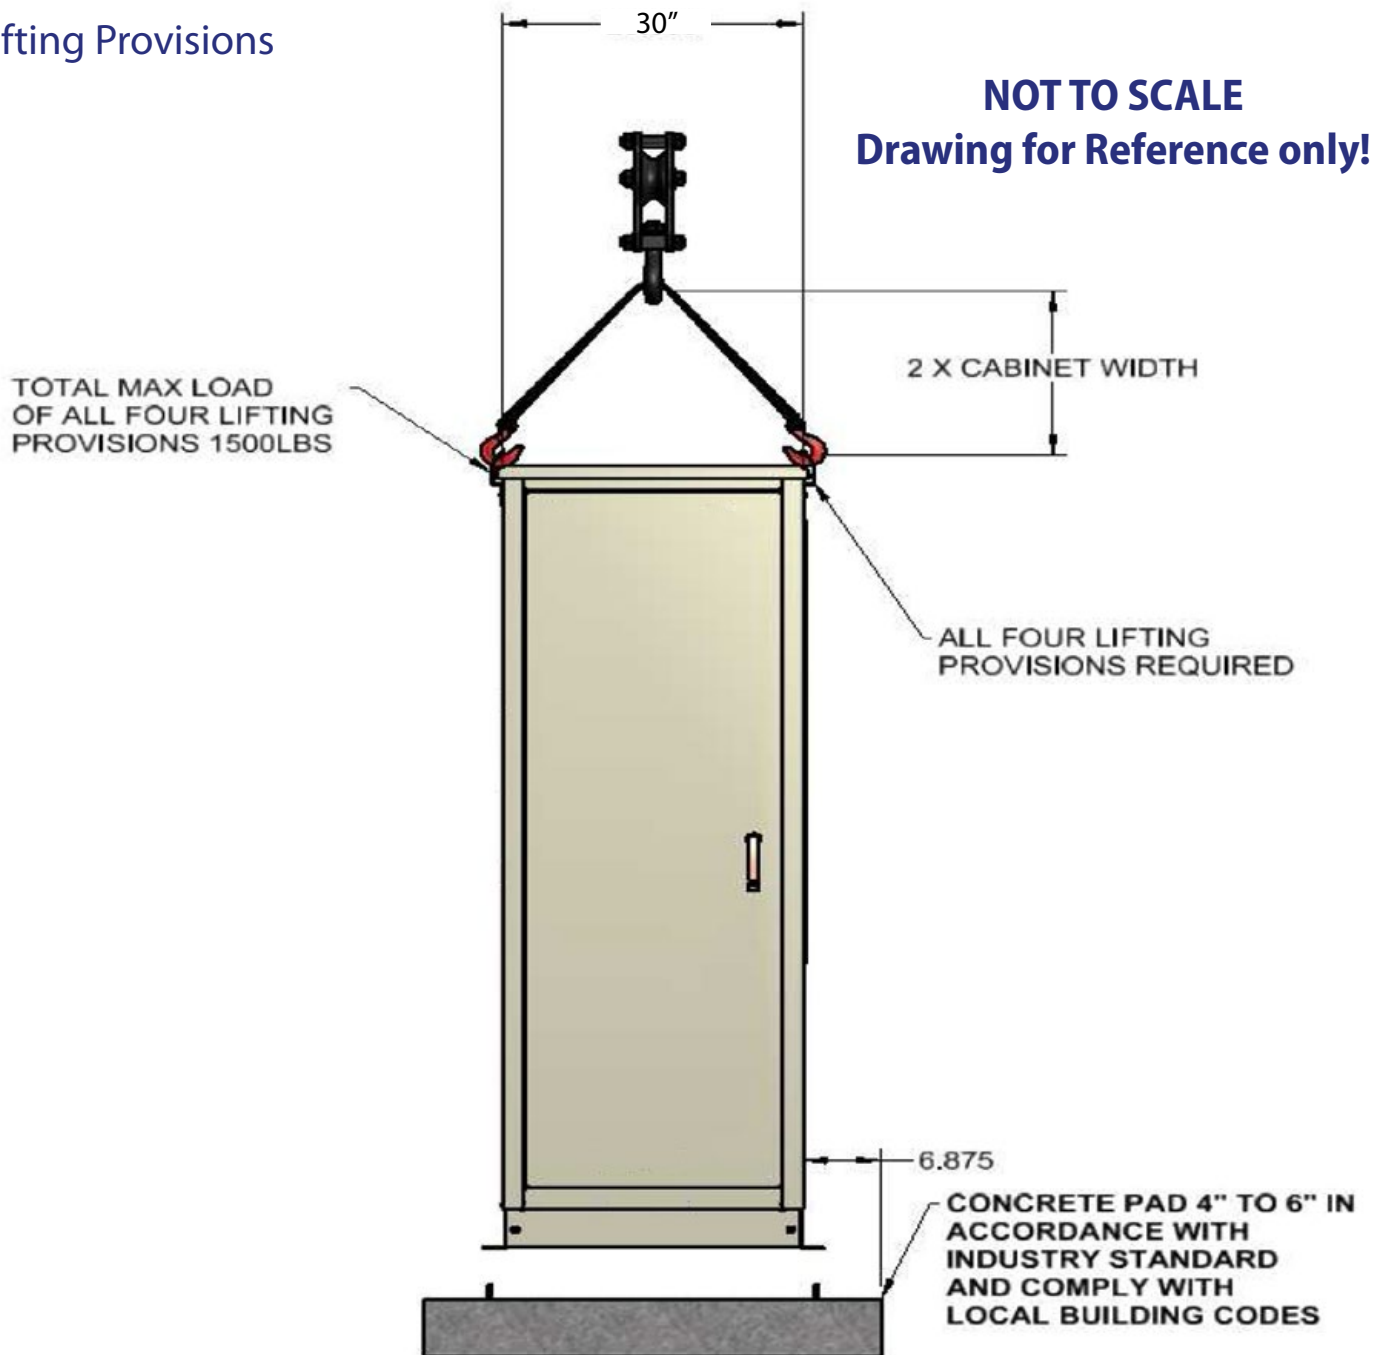 fting Provisions
30”
NOT TO SCALE
Drawing for Reference only!
2 X CABINET WIDTH
TOTAL MAX LOAD
OF ALL FOUR LIFTING
PROVISIONS 1500LBS
ALL FOUR LIFTING
PROVISIONS REQUIRED
6.875
CONCRETE PAD 4" TO 6" IN
ACCORDANCE WITH
INDUSTRY STANDARD
AND COMPLY WITH
LOCAL BUILDING CODES